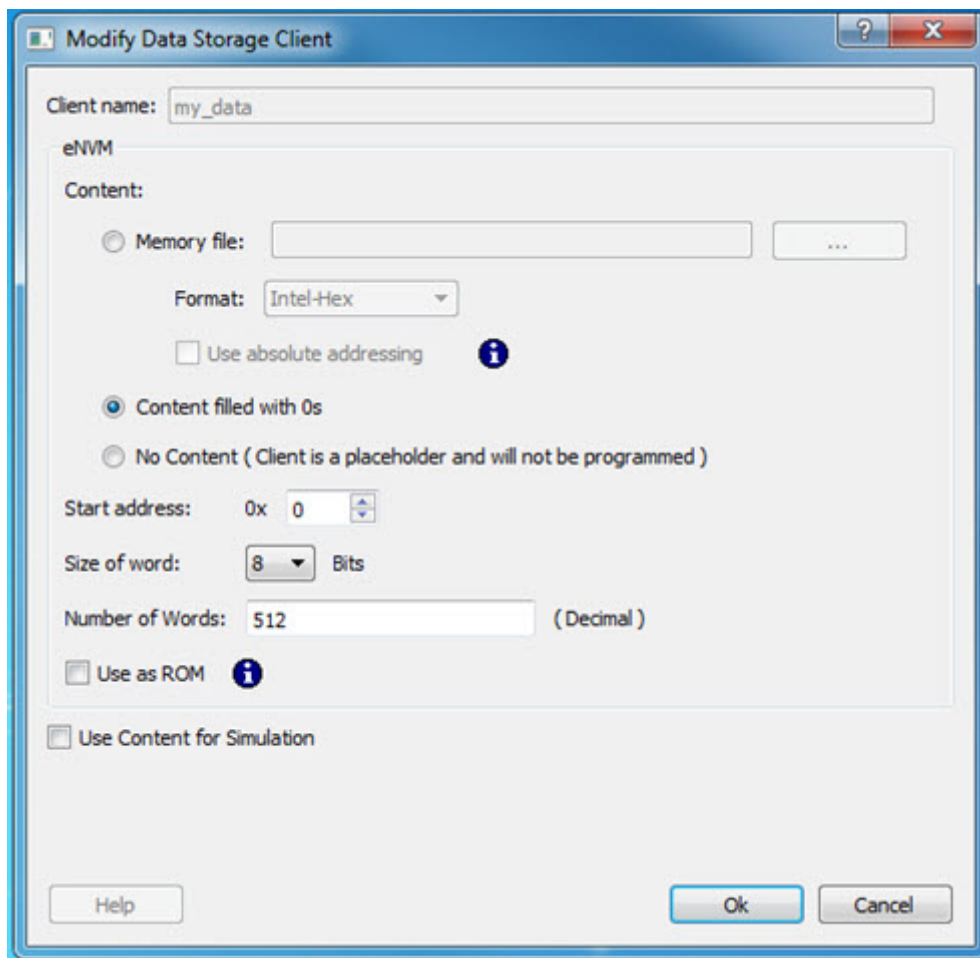 Modify Data Storage Client
Client name: my_data
eNVM
Content:
Memory file: ...
Format: Intel-Hex
Use absolute addressing
Content filled with 0s
No Content ( Client is a placeholder and will not be programmed )
Start address: 0x 0
Size of word: 8 Bits
Number of Words: 512 ( Decimal )
Use as ROM
Use Content for Simulation
Help Ok Cancel